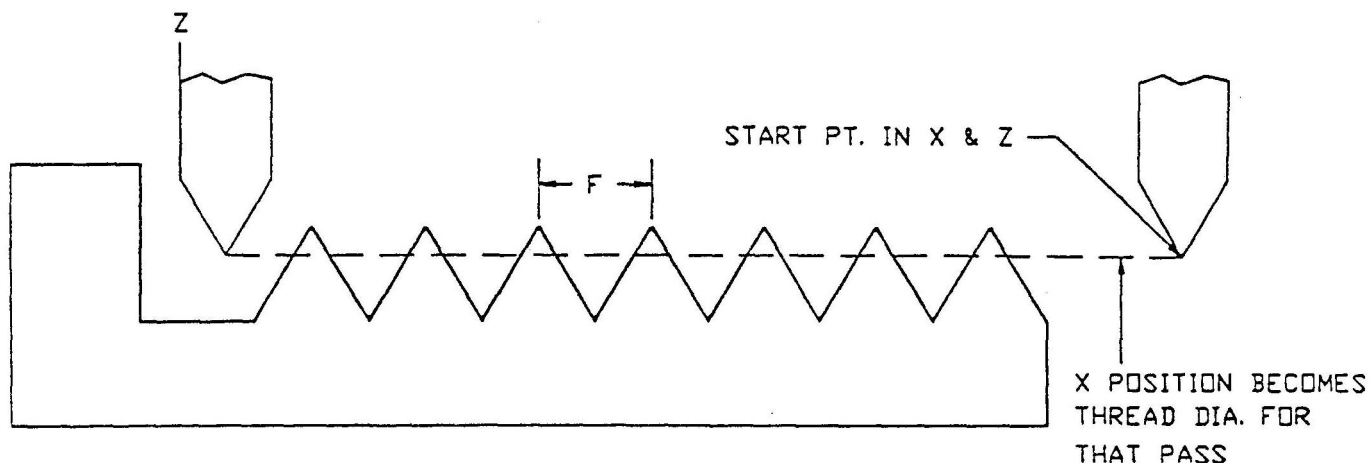 Z
START PT. IN X & Z
F
X POSITION BECOMES
THREAD DIA. FOR
THAT PASS